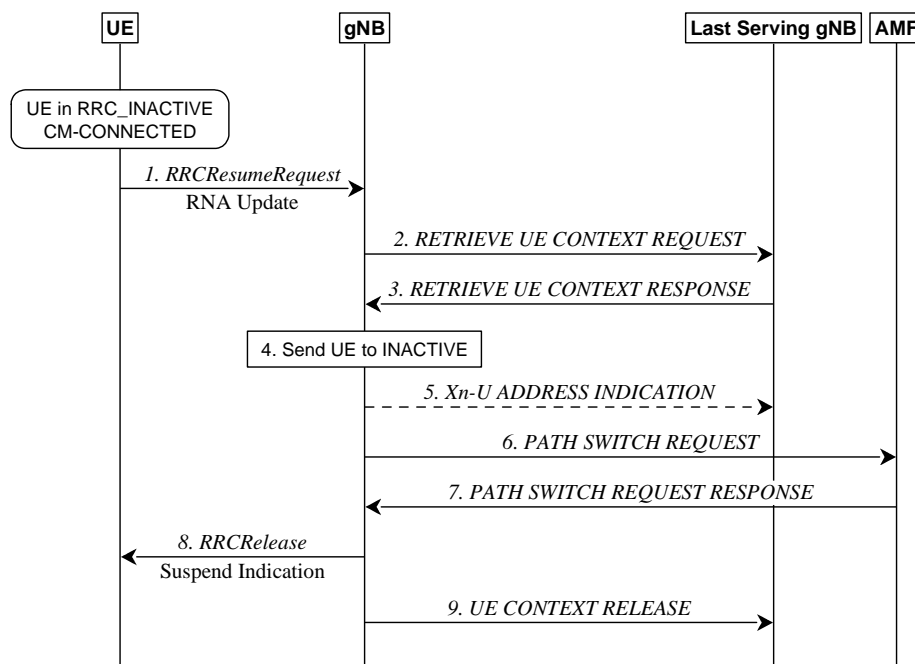 UE
gNB
Last Serving gNB
AMF
UE in RRC_INACTIVE
CM-CONNECTED
1. RRCResumeRequest
RNA Update
2. RETRIEVE UE CONTEXT REQUEST
3. RETRIEVE UE CONTEXT RESPONSE
4. Send UE to INACTIVE
5. Xn-U ADDRESS INDICATION
6. PATH SWITCH REQUEST
7. PATH SWITCH REQUEST RESPONSE
8. RRCRelease
Suspend Indication
9. UE CONTEXT RELEASE